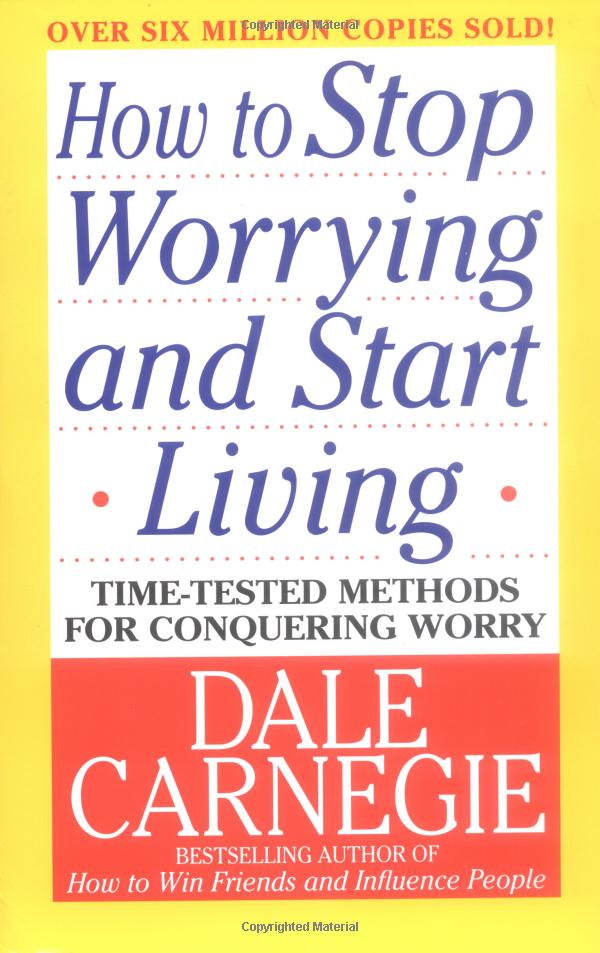 Copyrighted Material
OVER SIX MILLION COPIES SOLD!
How to Stop
Worrying
and Start
• Living •
TIME-TESTED METHODS
FOR CONQUERING WORRY
DALE
CARNEGIE
BESTSELLING AUTHOR OF
How to Win Friends and Influence People
Copyrighted Material